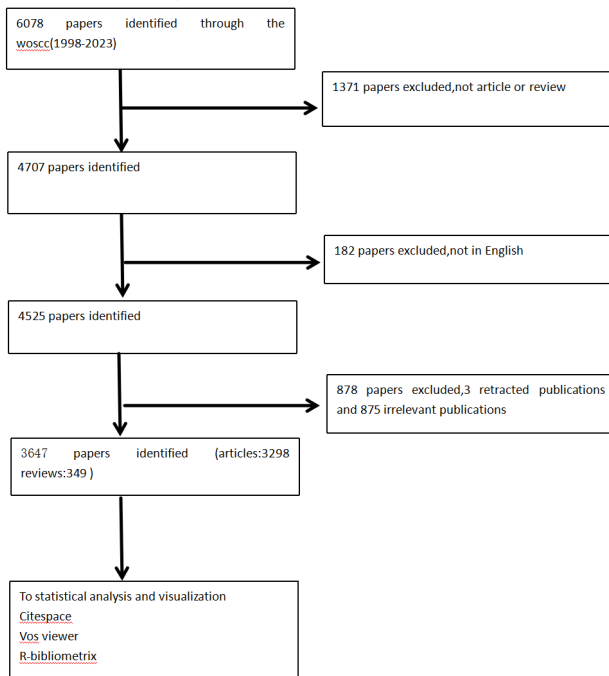 6078 papers identified through the
woscc(1998-2023)
1371 papers excluded,not article or review
4707 papers identified
182 papers excluded,not in English
4525 papers identified
878 papers excluded,3 retracted publications
and 875 irrelevant publications
3647 papers identified (articles:3298
reviews:349 )
To statistical analysis and visualization
Citespace
Vos viewer
R-bibliometrix